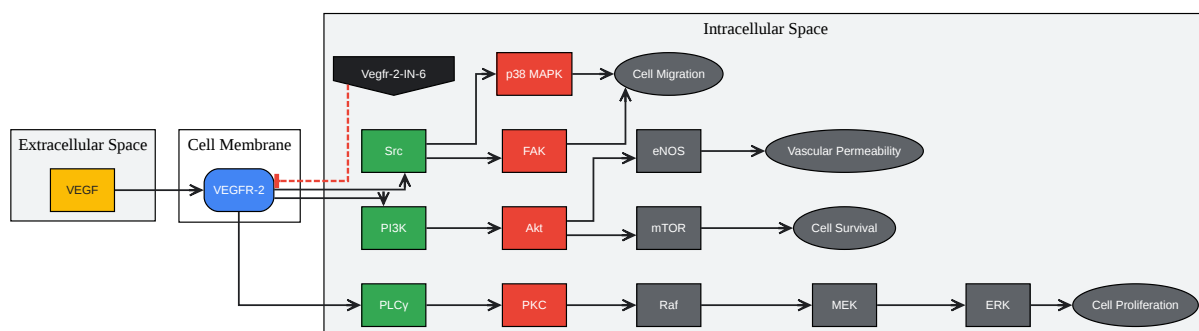 Intracellular Space
Vegfr-2-IN-6
p38 MAPK
Cell Migration
Extracellular Space
Cell Membrane
Src
FAK
eNOS
Vascular Permeability
VEGF
VEGFR-2
PI3K
Akt
mTOR
Cell Survival
PLCγ
PKC
Raf
MEK
ERK
Cell Proliferation